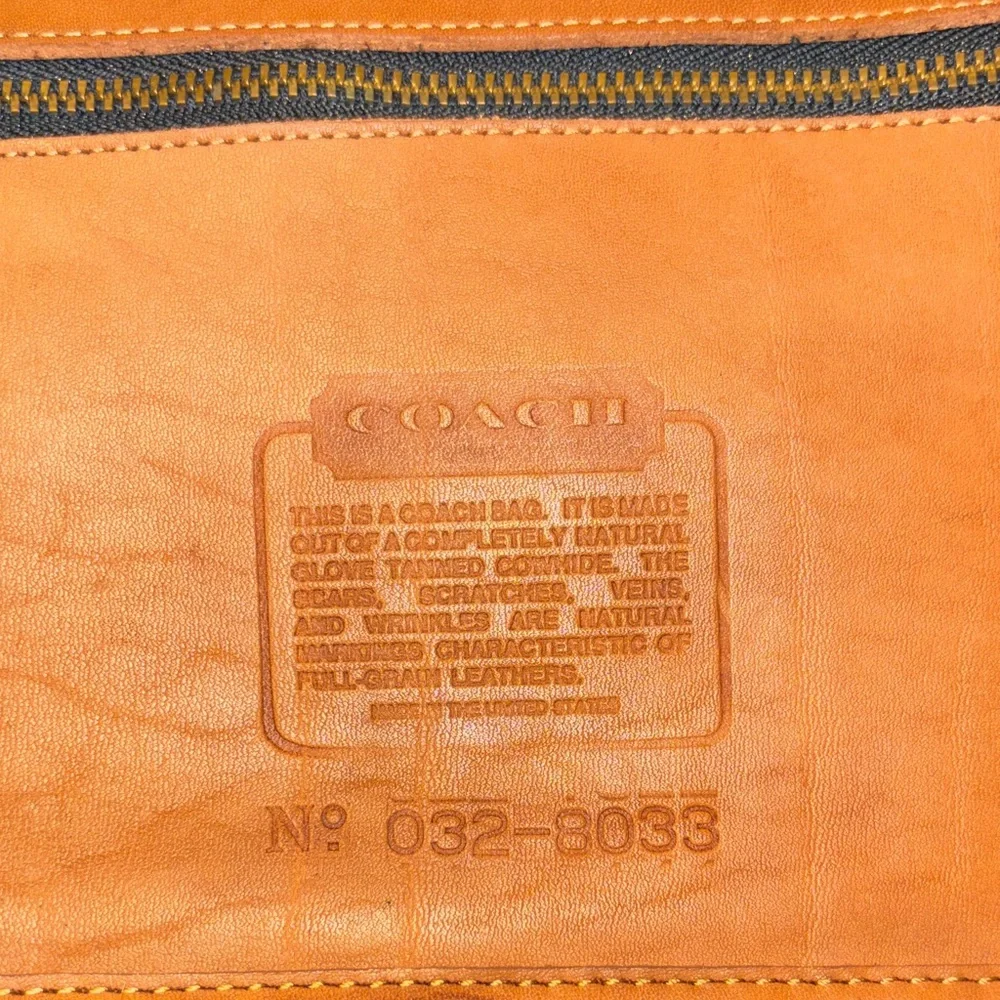 COACH
THIS IS A COACH BAG. IT IS MADE
OUT OF A COMPLETELY NATURAL
GLOVE TANNED COWHIDE. THE
SCARS, SCRATCHES, VEINS,
AND WRINKLES ARE NATURAL
MARKINGS CHARACTERISTIC OF
FULL-GRAIN LEATHERS.
MADE IN THE UNITED STATES
Nº 032-8033